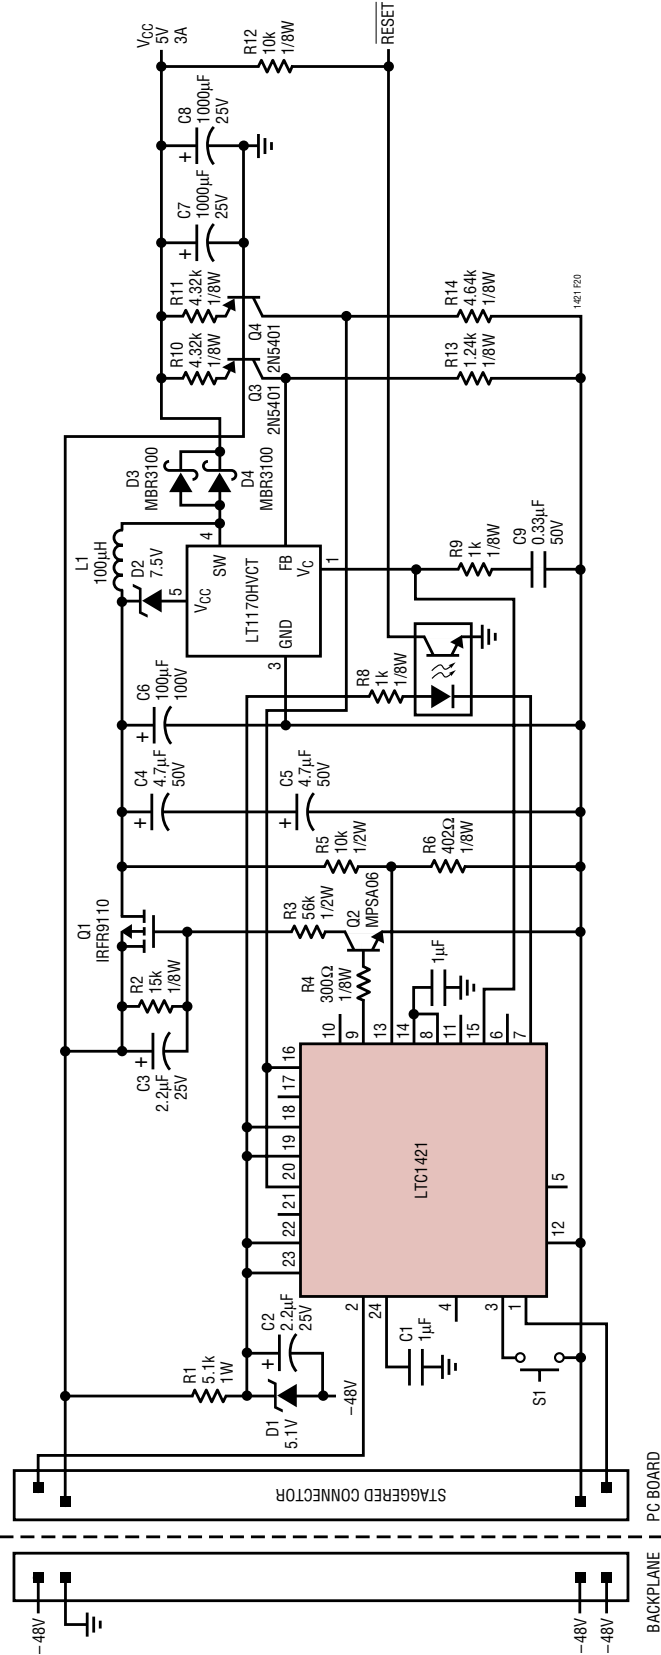 VCC
5V
3A
R12
10k
1/8W
RESET
C8
1000µF
25V
+
C7
1000µF
25V
+
R11
4.32k
1/8W
R10
4.32k
1/8W
Q4
2N5401
Q3
2N5401
R14
4.64k
1/8W
R13
1.24k
1/8W
1421 F20
D3
MBR3100
D4
MBR3100
L1
100µH
D2
7.5V
4
SW
5
VCC
LT1170HVCT
FB
VC
1
GND
3
R9
1k
1/8W
C9
0.33µF
50V
C6
100µF
100V
+
R8
1k
1/8W
C4
4.7µF
50V
+
C5
4.7µF
50V
+
R5
10k
1/2W
R6
402Ω
1/8W
Q1
IRFR9110
R3
56k
1/2W
Q2
MPSA06
R4
300Ω
1/8W
R2
15k
1/8W
C3
2.2µF
25V
+
1µF
10
9
13
14
8
11
15
6
7
16
17
18
19
20
21
22
23
LTC1421
5
12
2
24
4
3
1
R1
5.1k
1W
C2
2.2µF
25V
+
D1
5.1V
–48V
C1
1µF
S1
STAGGERED CONNECTOR
PC BOARD
BACKPLANE
–48V
–48V
–48V